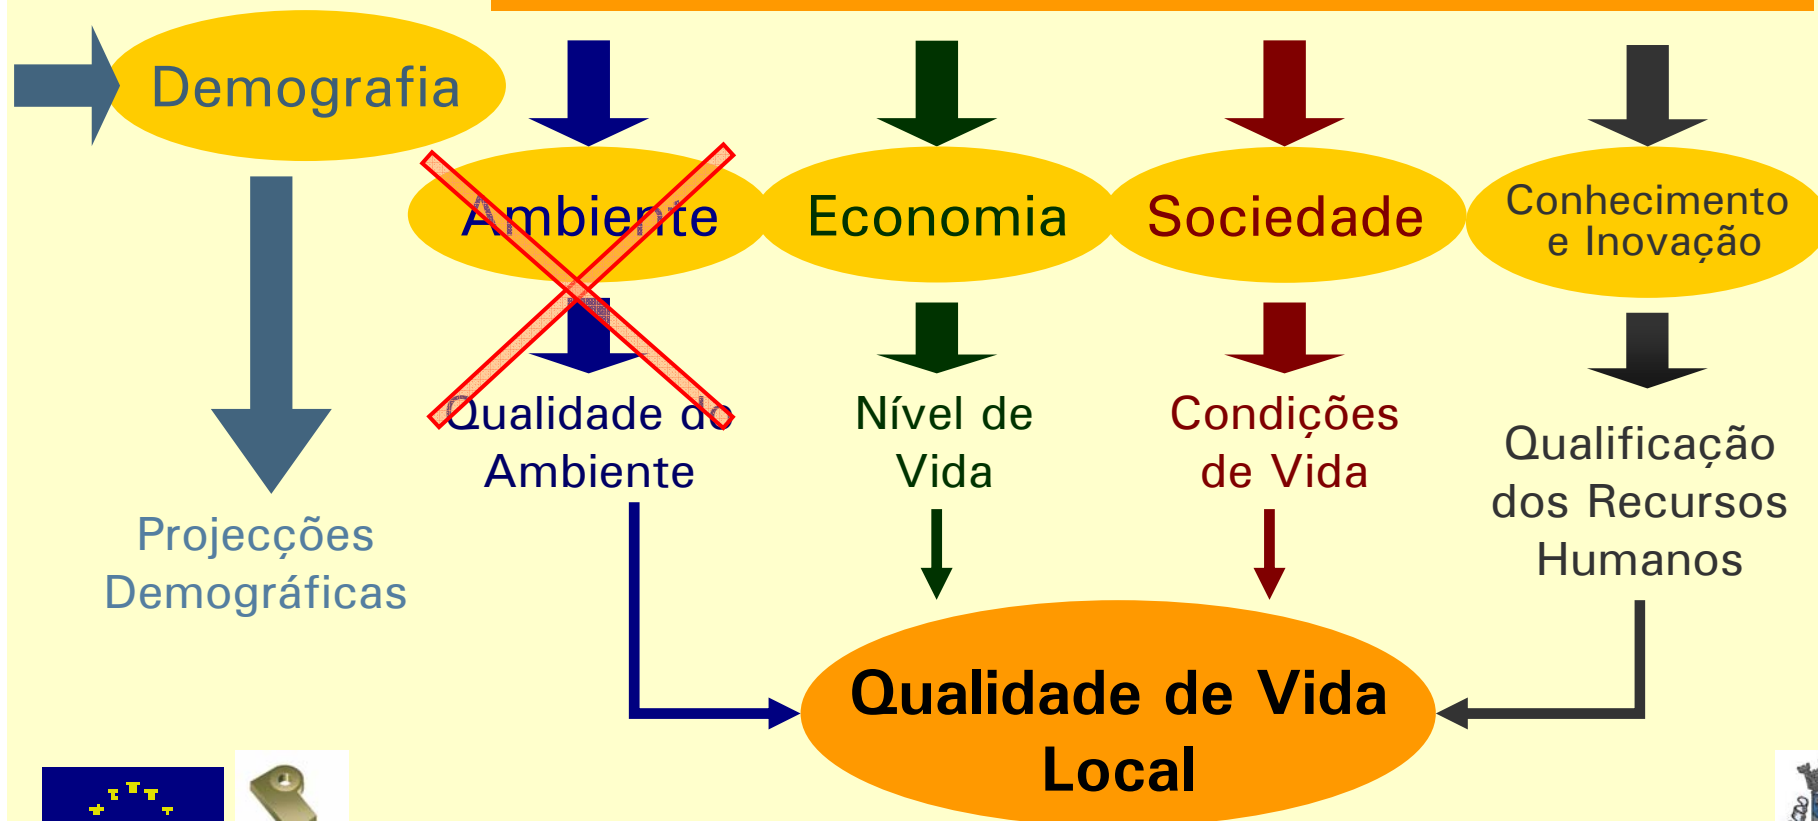 Demografia
Ambiente
Economia
Sociedade
Conhecimento
e Inovação
Qualidade do
Ambiente
Nível de
Vida
Condições
de Vida
Qualificação
dos Recursos
Humanos
Projecções
Demográficas
Qualidade de Vida
Local